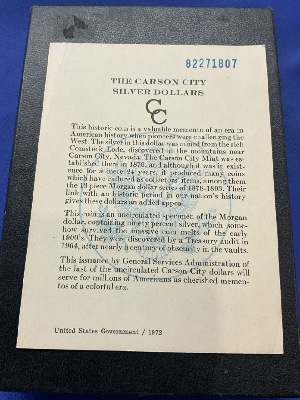 82271807
THE CARSON CITY
SILVER DOLLARS
CC
This historic coin is a valuable memento of an era in
American history when pioneers were challenging the
West. The silver in this dollar was mined from the rich
Comstock Lode, discovered in the mountains near
Carson City, Nevada. The Carson City Mint was es-
tablished there in 1870, and although it was in exist-
ence for a mere 24 years, it produced many coins
which have endured as collectors' items, among them
the 13 piece Morgan dollar series of 1878-1893. Their
link with an historic period in our nation's history
gives these dollars an added appeal.
This coin is an uncirculated specimen of the Morgan
dollar, containing ninety percent silver, which some-
how survived the massive coin melts of the early
1900's. They were discovered by a Treasury audit in
1964, after nearly a century of obscurity in the vaults.
This issuance by General Services Administration of
the last of the uncirculated Carson City dollars will
serve for millions of Americans as cherished memen-
tos of a colorful era.
United States Government / 1972